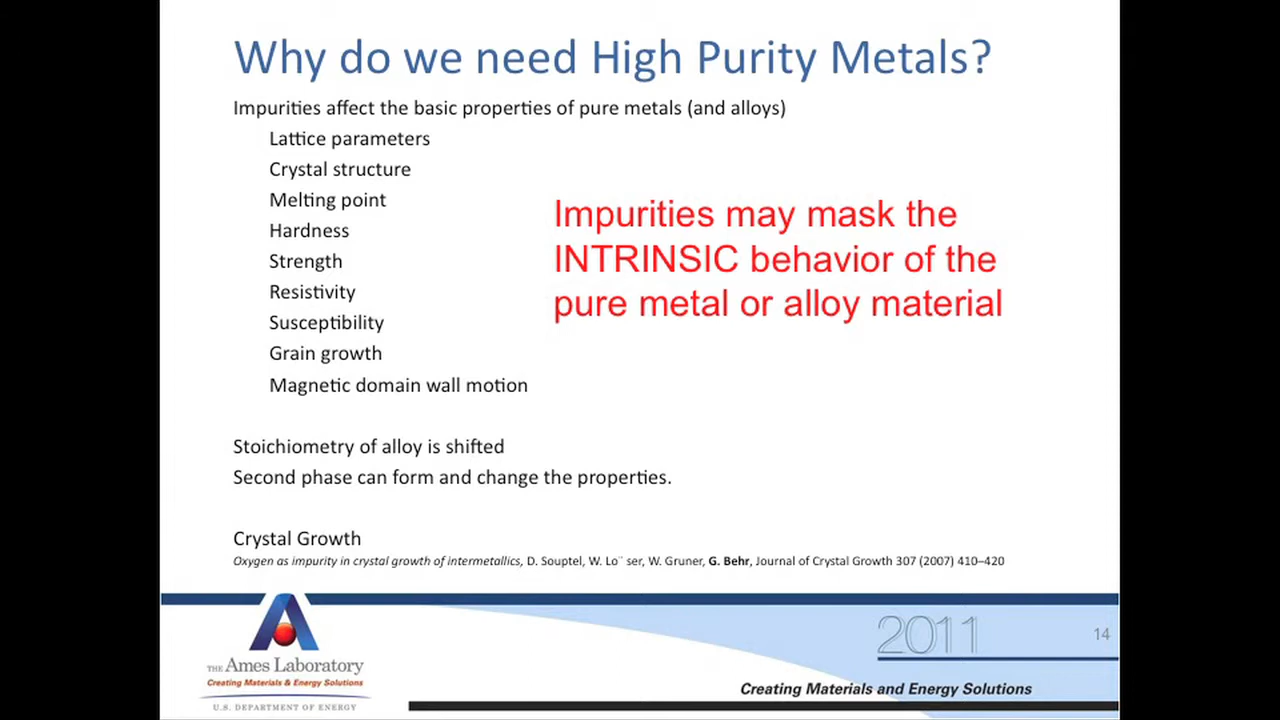 Why do we need High Purity Metals?
Impurities affect the basic properties of pure metals (and alloys)
Lattice parameters
Crystal structure
Melting point
Hardness
Strength
Resistivity
Susceptibility
Grain growth
Magnetic domain wall motion
Impurities may mask the
INTRINSIC behavior of the
pure metal or alloy material
Stoichiometry of alloy is shifted
Second phase can form and change the properties.
Crystal Growth
Oxygen as impurity in crystal growth of intermetallics, D. Souptel, W. Lo¨ ser, W. Gruner, G. Behr, Journal of Crystal Growth 307 (2007) 410–420
2011
14
THE Ames Laboratory
Creating Materials & Energy Solutions
U.S. DEPARTMENT OF ENERGY
Creating Materials and Energy Solutions